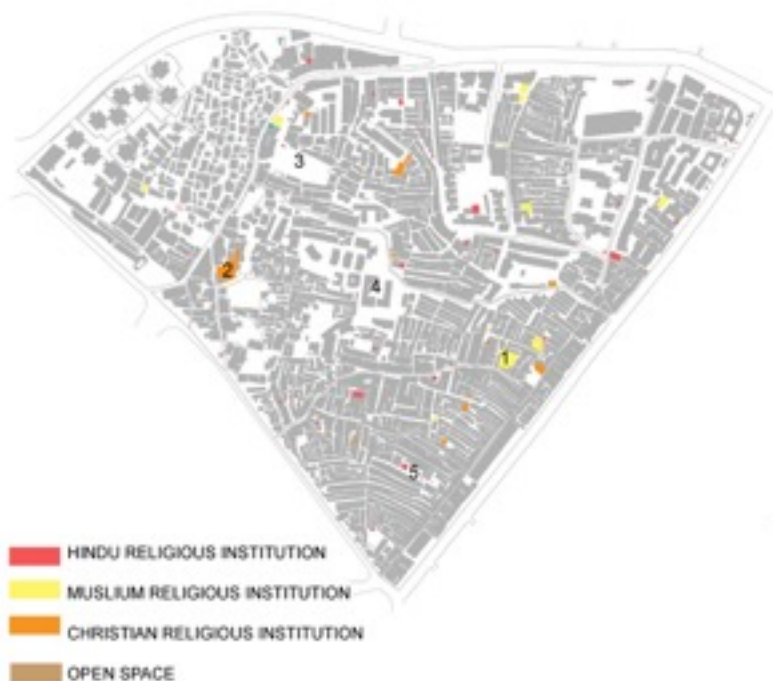 3
2
4
1
5
HINDU RELIGIOUS INSTITUTION
MUSLIUM RELIGIOUS INSTITUTION
CHRISTIAN RELIGIOUS INSTITUTION
OPEN SPACE